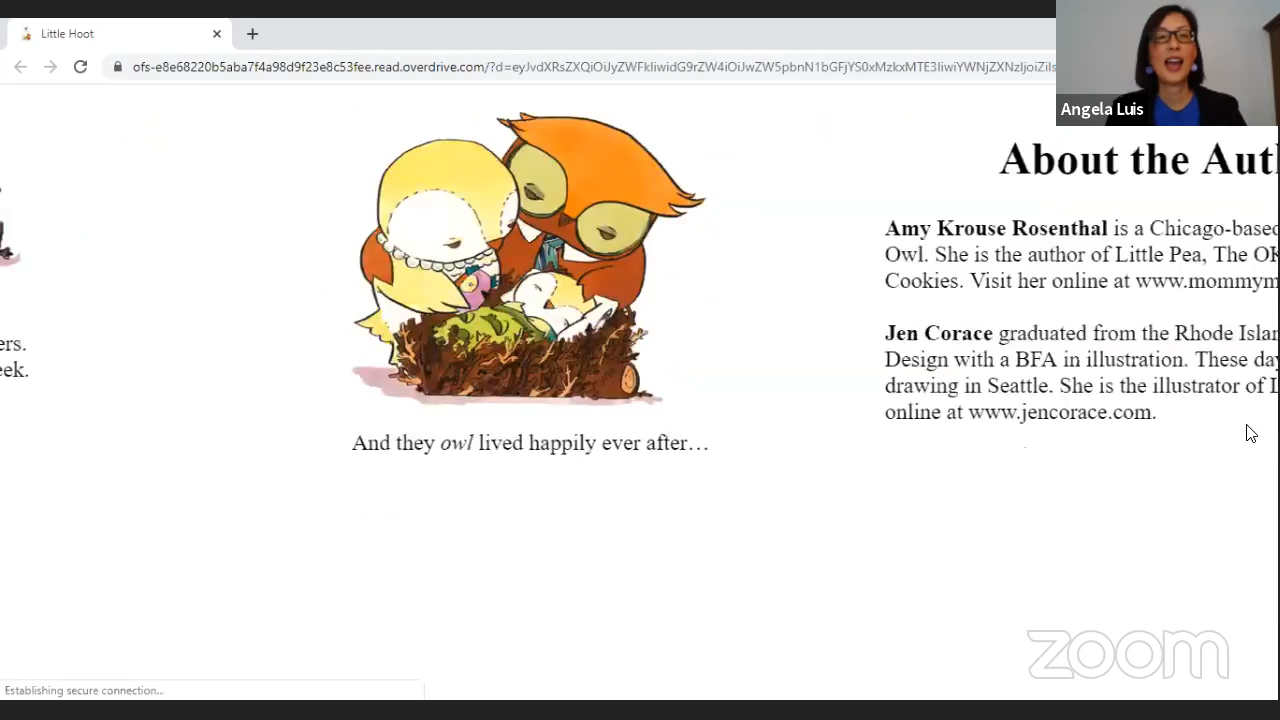 Little Hoot
ofs-e8e68220b5aba7f4a98d9f23e8c53fee.read.overdrive.com/?d=
Angela Luis
About the Aut
Amy Krouse Rosenthal is a Chicago-based
Owl. She is the author of Little Pea, The OK
Cookies. Visit her online at www.mommym
ers.
eek.
Jen Corace graduated from the Rhode Islan
Design with a BFA in illustration. These day
drawing in Seattle. She is the illustrator of L
online at www.jencorace.com.
And they owl lived happily ever after…
zoom
Establishing secure connection...